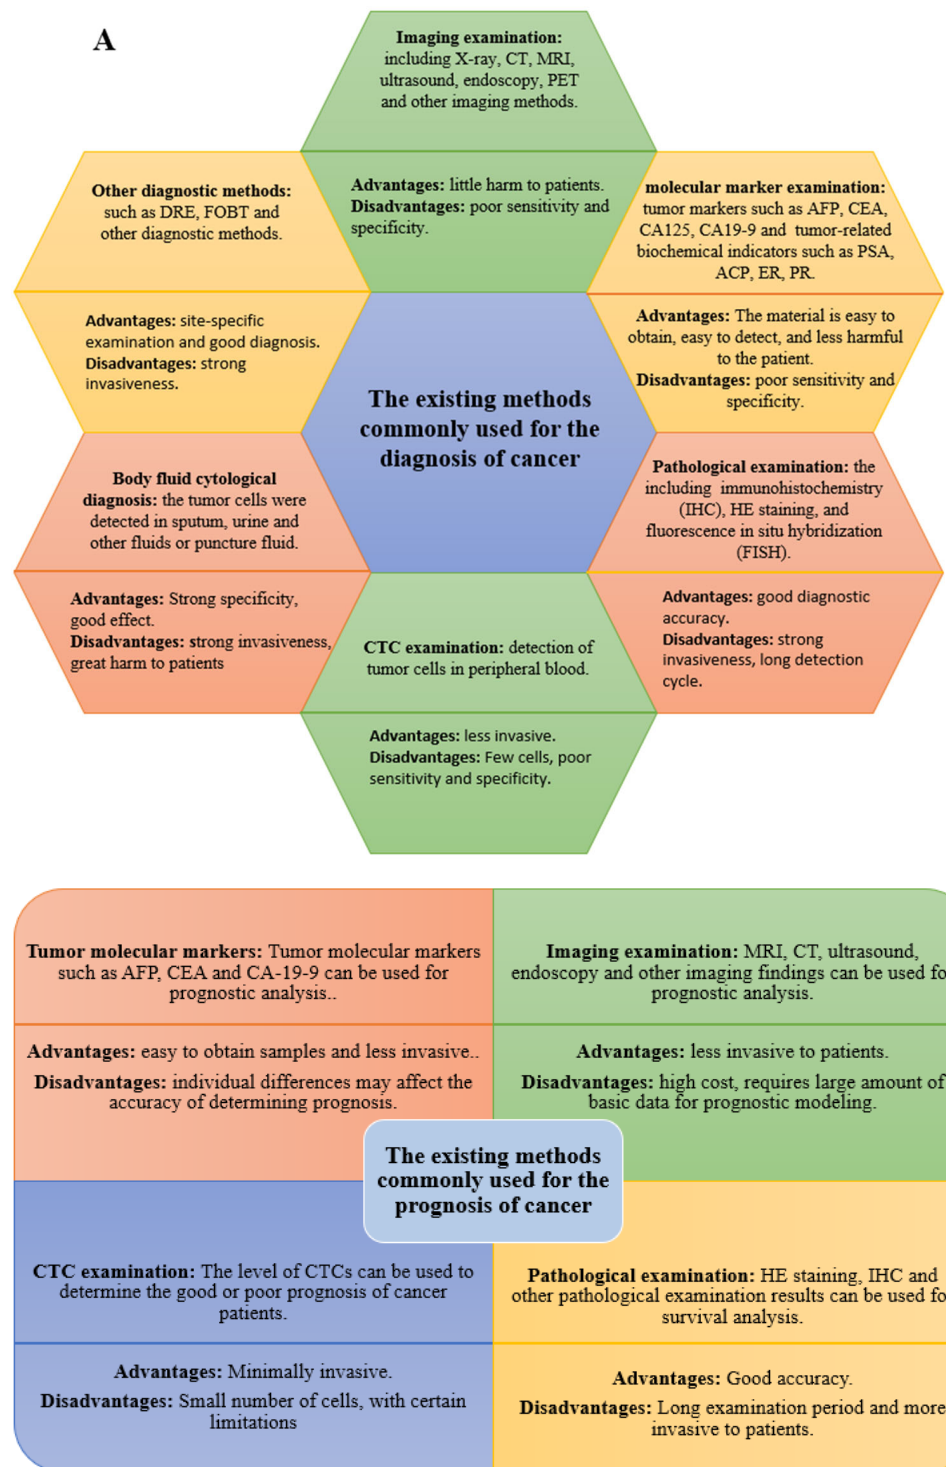 A
Imaging examination:
including X-ray, CT, MRI,
ultrasound, endoscopy, PET
and other imaging methods.
Advantages: little harm to patients.
Disadvantages: poor sensitivity and
specificity.
Other diagnostic methods:
such as DRE, FOBT and
other diagnostic methods.
Advantages: site-specific
examination and good diagnosis.
Disadvantages: strong
invasiveness.
molecular marker examination:
tumor markers such as AFP, CEA,
CA125, CA19-9 and tumor-related
biochemical indicators such as PSA,
ACP, ER, PR.
Advantages: The material is easy to
obtain, easy to detect, and less harmful
to the patient.
Disadvantages: poor sensitivity and
specificity.
The existing methods
commonly used for the
diagnosis of cancer
Body fluid cytological
diagnosis: the tumor cells were
detected in sputum, urine and
other fluids or puncture fluid.
Advantages: Strong specificity,
good effect.
Disadvantages: strong invasiveness,
great harm to patients
Pathological examination: the
including immunohistochemistry
(IHC), HE staining, and
fluorescence in situ hybridization
(FISH).
Advantages: good diagnostic
accuracy.
Disadvantages: strong
invasiveness, long detection
cycle.
CTC examination: detection of
tumor cells in peripheral blood.
Advantages: less invasive.
Disadvantages: Few cells, poor
sensitivity and specificity.
Tumor molecular markers: Tumor molecular markers
such as AFP, CEA and CA-19-9 can be used for
prognostic analysis..
Advantages: easy to obtain samples and less invasive..
Disadvantages: individual differences may affect the
accuracy of determining prognosis.
Imaging examination: MRI, CT, ultrasound,
endoscopy and other imaging findings can be used fo
prognostic analysis.
Advantages: less invasive to patients.
Disadvantages: high cost, requires large amount of
basic data for prognostic modeling.
The existing methods
commonly used for the
prognosis of cancer
CTC examination: The level of CTCs can be used to
determine the good or poor prognosis of cancer
patients.
Advantages: Minimally invasive.
Disadvantages: Small number of cells, with certain
limitations
Pathological examination: HE staining, IHC and
other pathological examination results can be used fo
survival analysis.
Advantages: Good accuracy.
Disadvantages: Long examination period and more
invasive to patients.